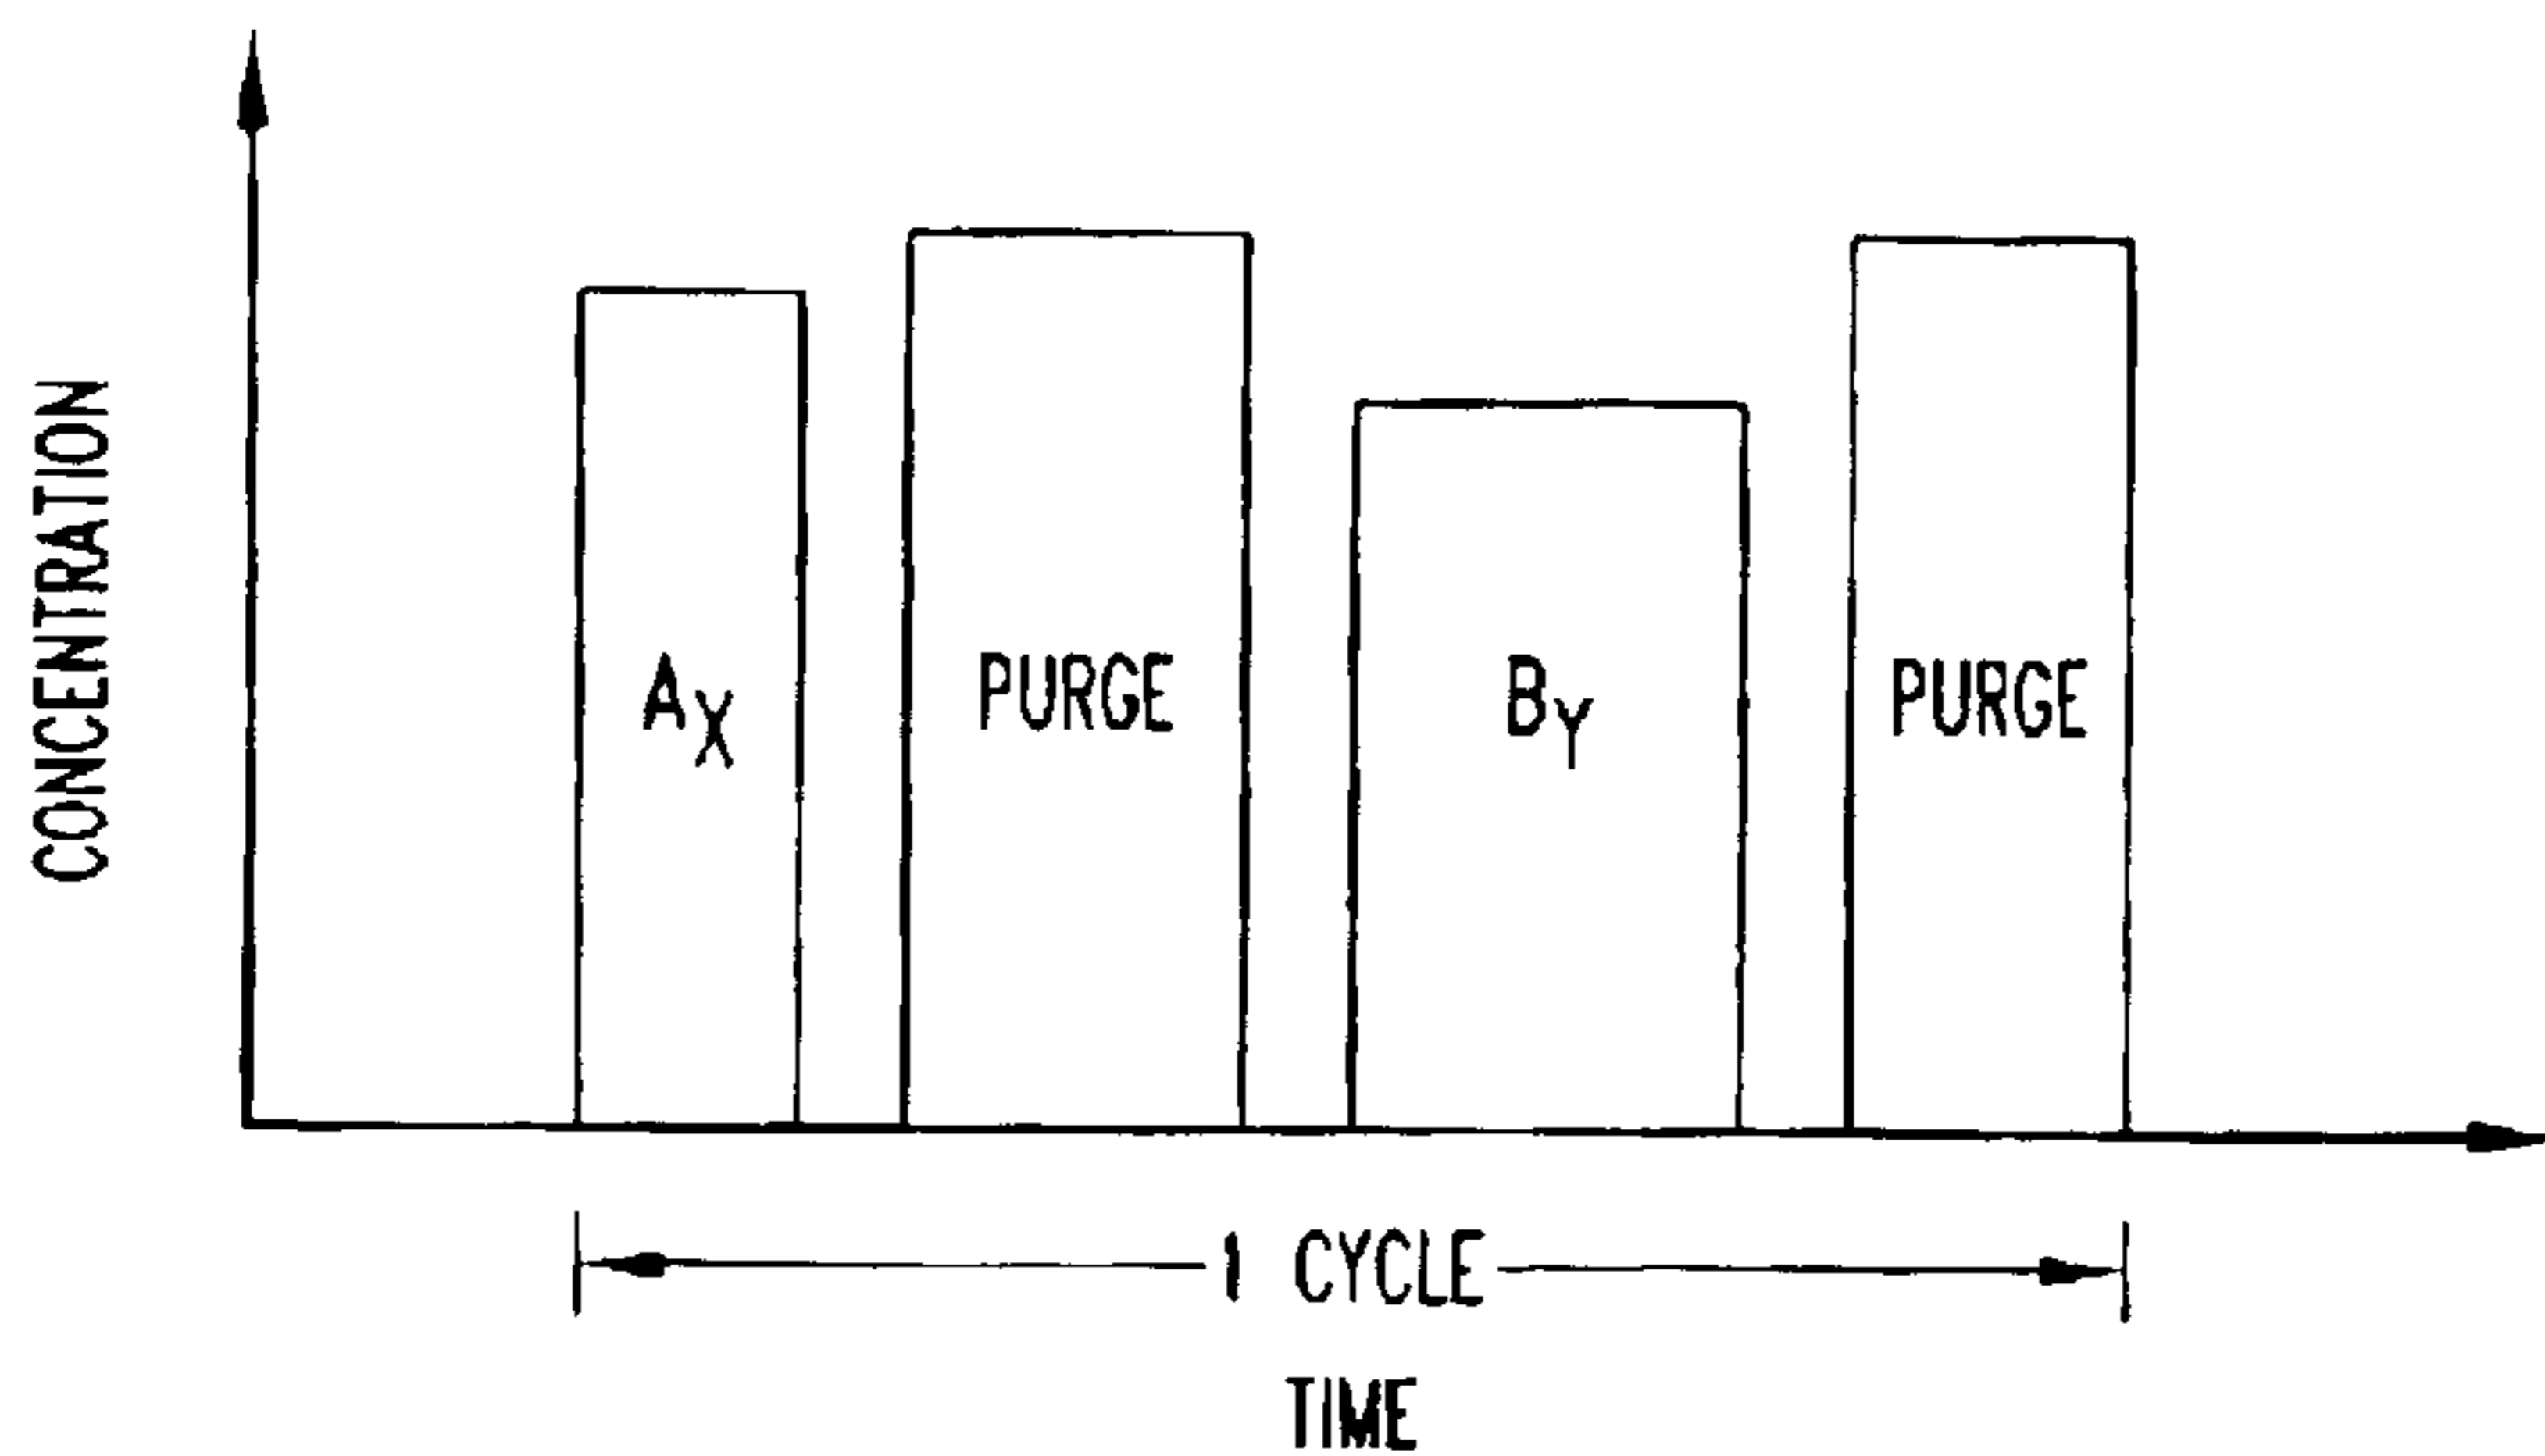 CONCENTRATION
A_X
PURGE
B_Y
PURGE
1 CYCLE
TIME